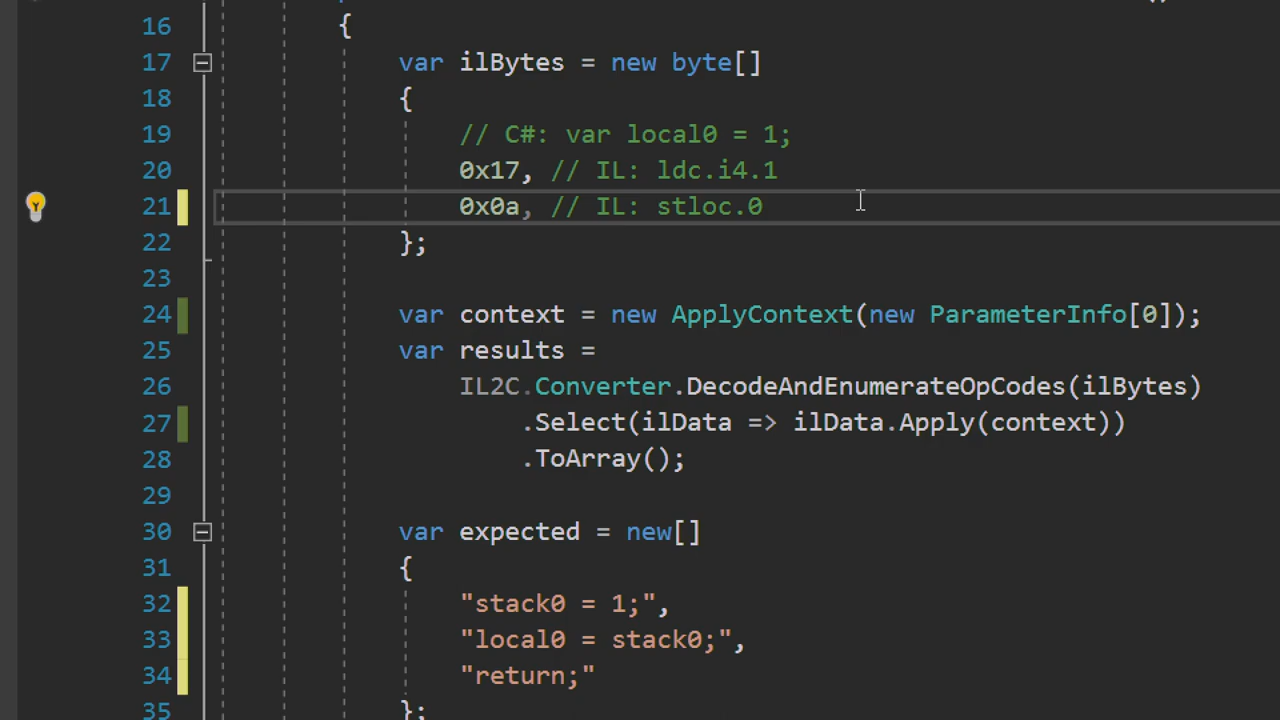 16 {
17 var ilBytes = new byte[]
18 {
19 // C#: var local0 = 1;
20 0x17, // IL: ldc.i4.1
21 0x0a, // IL: stloc.0
22 };
23
24 var context = new ApplyContext(new ParameterInfo[0]);
25 var results =
26 IL2C.Converter.DecodeAndEnumerateOpCodes(ilBytes)
27 .Select(ilData => ilData.Apply(context))
28 .ToArray();
29
30 var expected = new[]
31 {
32 "stack0 = 1;",
33 "local0 = stack0;",
34 "return;"
35 };